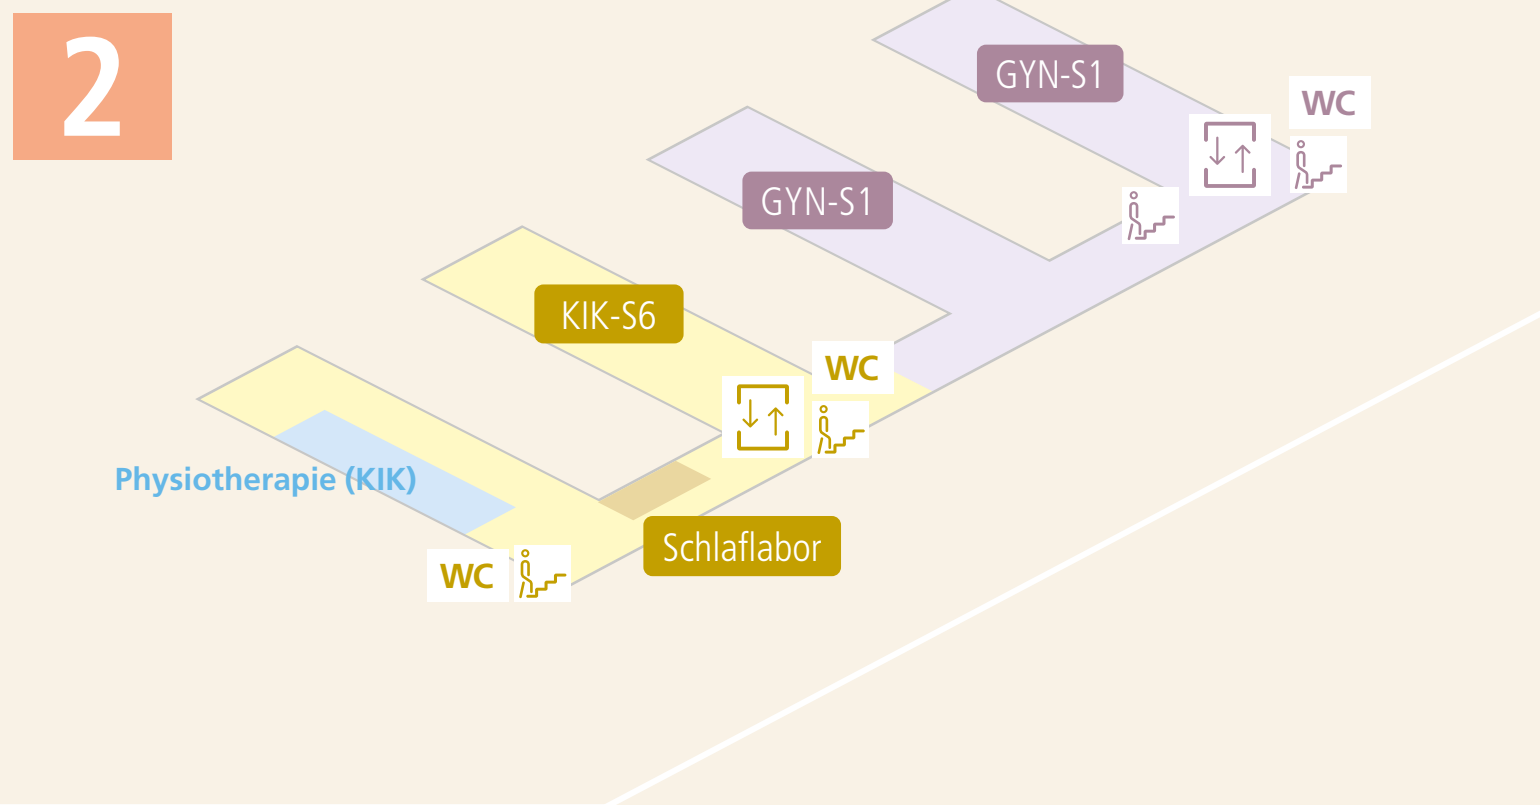 2
GYN-S1
WC
GYN-S1
KIK-S6
WC
Physiotherapie (KIK)
Schlaflabor
WC